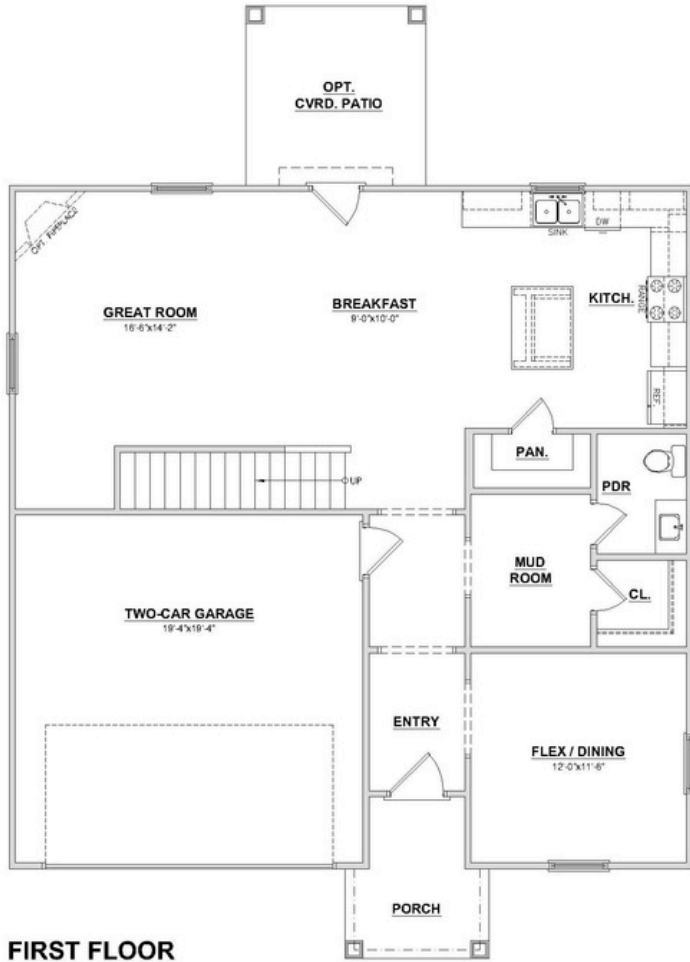 OPT.
CVRD. PATIO
OPT. FIREPLACE
SINK
DW
GREAT ROOM
16'-6"x14'-2"
BREAKFAST
9'-0"x10'-0"
KITCH.
RANGE
REF.
PAN.
UP
PDR
MUD
ROOM
CL.
TWO-CAR GARAGE
19'-4"x19'-4"
ENTRY
FLEX / DINING
12'-0"x11'-6"
PORCH
FIRST FLOOR